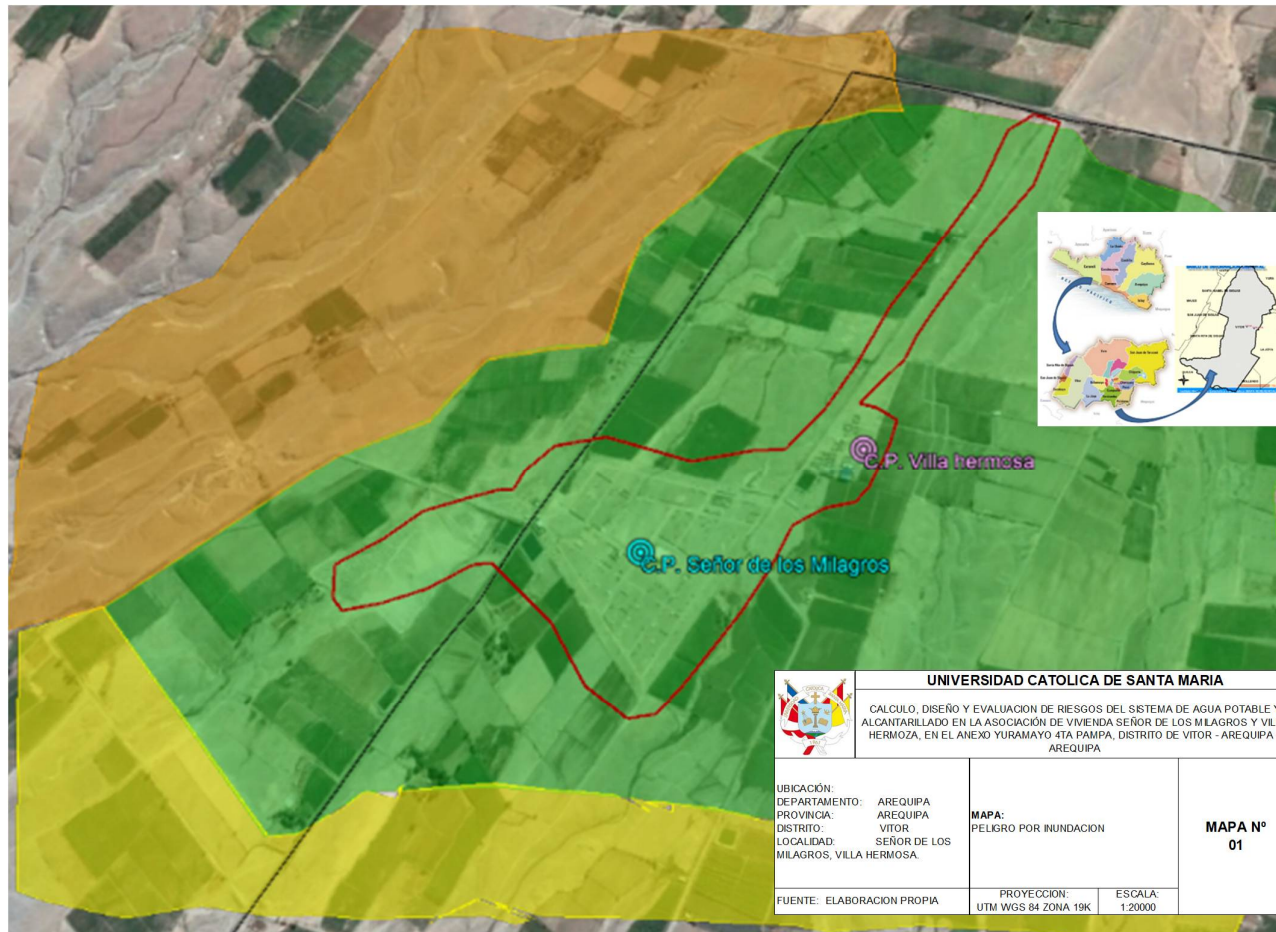 C.P. Villa hermosa
C.P. Señor de los Milagros
UNIVERSIDAD CATOLICA DE SANTA MARIA
CALCULO, DISEÑO Y EVALUACION DE RIESGOS DEL SISTEMA DE AGUA POTABLE Y
ALCANTARILLADO EN LA ASOCIACIÓN DE VIVIENDA SEÑOR DE LOS MILAGROS Y VIL
HERMOZA, EN EL ANEXO YURAMAYO 4TA PAMPA, DISTRITO DE VITOR - AREQUIPA
AREQUIPA
UBICACIÓN:
DEPARTAMENTO: AREQUIPA
PROVINCIA: AREQUIPA
DISTRITO: VITOR
LOCALIDAD: SEÑOR DE LOS
MILAGROS, VILLA HERMOSA.
MAPA:
PELIGRO POR INUNDACION
MAPA Nº
01
FUENTE: ELABORACION PROPIA
PROYECCION:
UTM WGS 84 ZONA 19K
ESCALA:
1:20000